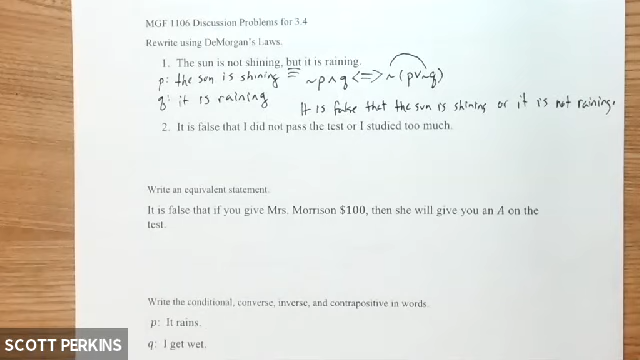 MGF 1106 Discussion Problems for 3.4
Rewrite using DeMorgan's Laws.
1. The sun is not shining, but it is raining.
p: the sun is shining ~p∧q <=> ~(p∨~q)
q: it is raining It is false that the sun is shining or it is not raining.
2. It is false that I did not pass the test or I studied too much.
Write an equivalent statement.
It is false that if you give Mrs. Morrison $100, then she will give you an A on the
test.
Write the conditional, converse, inverse, and contrapositive in words.
p: It rains.
q: I get wet.
SCOTT PERKINS